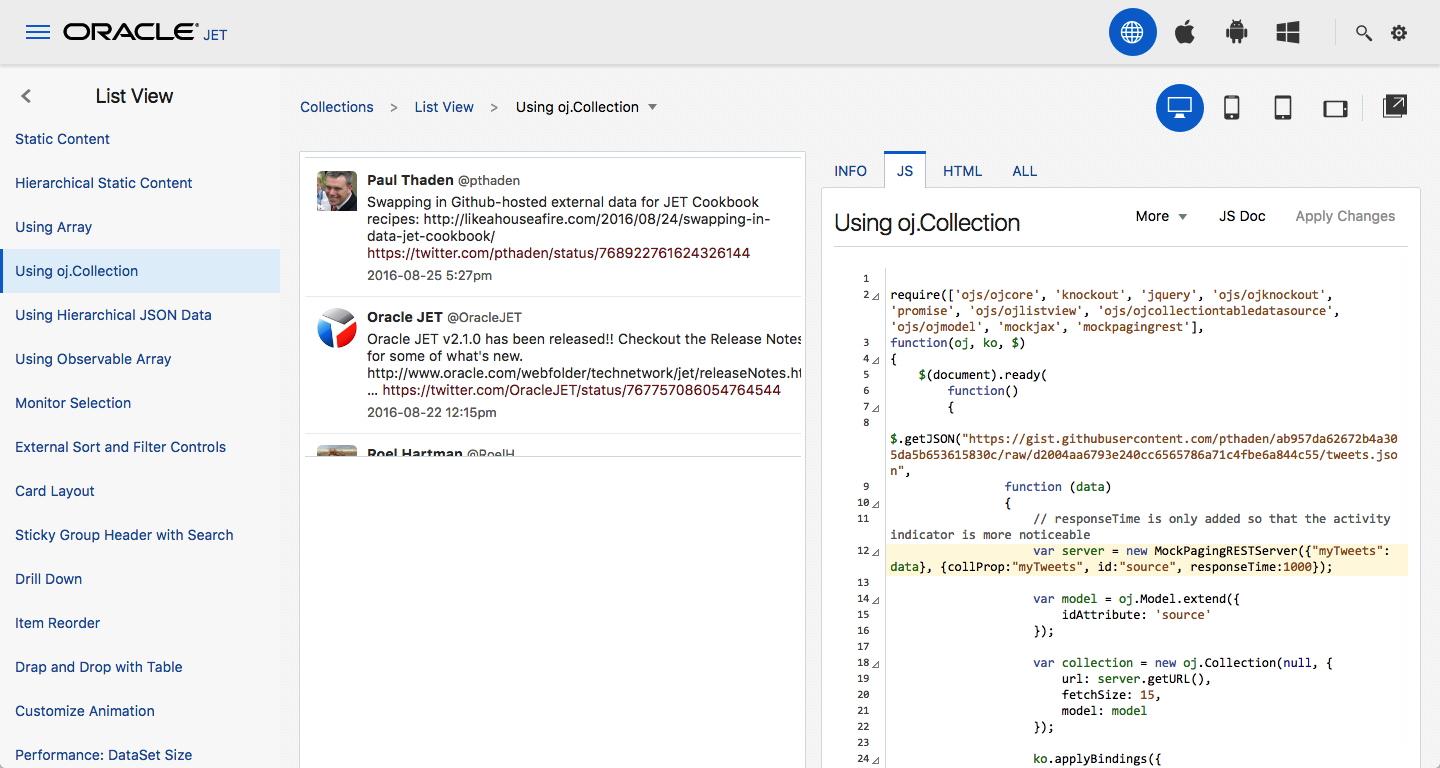 ORACLE® JET
List View
Static Content
Hierarchical Static Content
Using Array
Using oj.Collection
Using Hierarchical JSON Data
Using Observable Array
Monitor Selection
External Sort and Filter Controls
Card Layout
Sticky Group Header with Search
Drill Down
Item Reorder
Drap and Drop with Table
Customize Animation
Performance: DataSet Size
Collections > List View > Using oj.Collection
Paul Thaden @pthaden
Swapping in Github-hosted external data for JET Cookbook
recipes: http://likeahouseafire.com/2016/08/24/swapping-in-
data-jet-cookbook/
https://twitter.com/pthaden/status/768922761624326144
2016-08-25 5:27pm
Oracle JET @OracleJET
Oracle JET v2.1.0 has been released!! Checkout the Release Notes
for some of what's new.
http://www.oracle.com/webfolder/technetwork/jet/releaseNotes.ht
... https://twitter.com/OracleJET/status/767757086054764544
2016-08-22 12:15pm
Roel Hartman @RoelH
INFO JS HTML ALL
Using oj.Collection More JS Doc Apply Changes
1
2 require(['ojs/ojcore', 'knockout', 'jquery', 'ojs/ojknockout',
'promise', 'ojs/ojlistview', 'ojs/ojcollectiontabledatasource',
'ojs/ojmodel', 'mockjax', 'mockpagingrest'],
3 function(oj, ko, $)
4 {
5 $(document).ready(
6 function()
7 {
8
$.getJSON("https://gist.githubusercontent.com/pthaden/ab957da62672b4a30
5da5b653615830c/raw/d2004aa6793e240cc6565786a71c4fbe6a844c55/tweets.jso
n",
9 function (data)
10 {
11 // responseTime is only added so that the activity
indicator is more noticeable
12 var server = new MockPagingRESTServer({"myTweets":
data}, {collProp:"myTweets", id:"source", responseTime:1000});
13
14 var model = oj.Model.extend({
15 idAttribute: 'source'
16 });
17
18 var collection = new oj.Collection(null, {
19 url: server.getURL(),
20 fetchSize: 15,
21 model: model
22 });
23
24 ko.applyBindings({